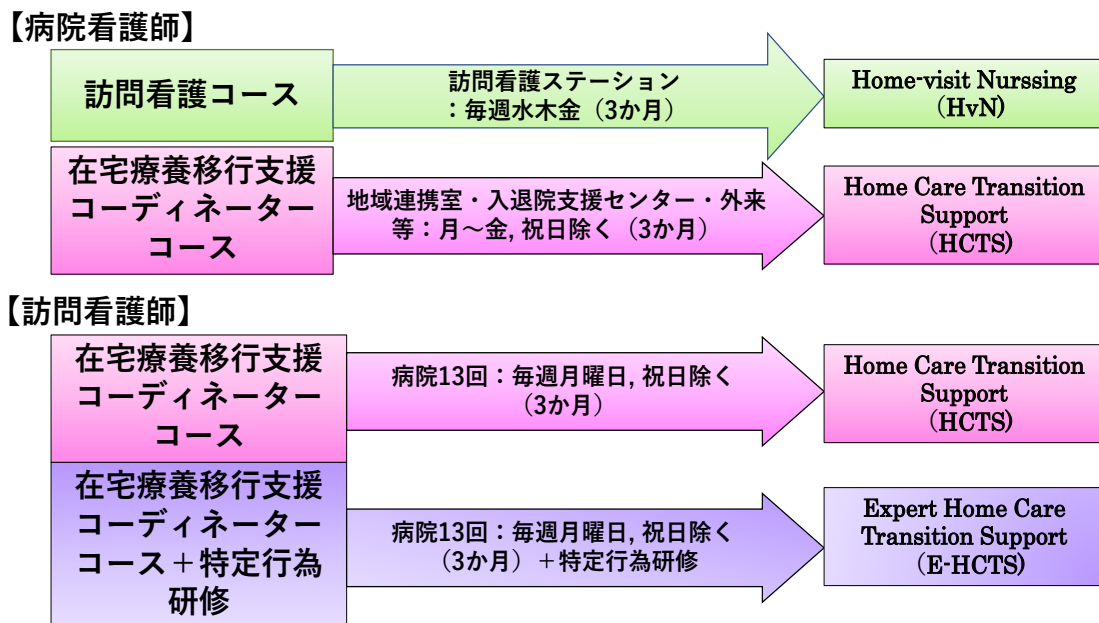 【病院看護師】
訪問看護コース
訪問看護ステーション
：毎週水木金（3か月）
Home-visit Nurssing
(HvN)
在宅療養移行支援
コーディネーター
コース
地域連携室・入退院支援センター・外来
等：月～金, 祝日除く（3か月）
Home Care Transition
Support
(HCTS)
【訪問看護師】
在宅療養移行支援
コーディネーター
コース
病院13回：毎週月曜日, 祝日除く
（3か月）
Home Care Transition
Support
(HCTS)
在宅療養移行支援
コーディネーター
コース＋特定行為
研修
病院13回：毎週月曜日, 祝日除く
（3か月）＋特定行為研修
Expert Home Care
Transition Support
(E-HCTS)